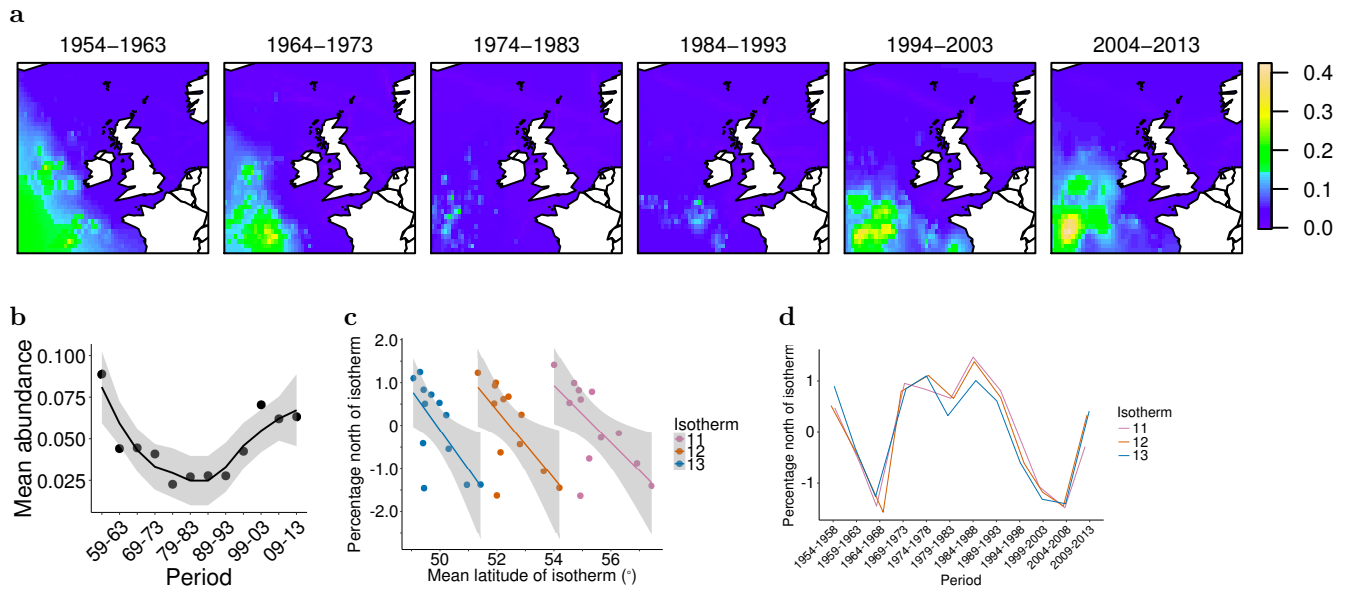 a
1954–1963 1964–1973 1974–1983 1984–1993 1994–2003 2004–2013
0.4
0.3
0.2
0.1
0.0
b
Mean abundance
0.100
0.075
0.050
0.025
59-63 69-73 79-83 89-93 99-03 09-13
Period
c
Percentage north of isotherm
2.0
1.0
0
-1.0
-2.0
50 52 54 56
Mean latitude of isotherm (°)
Isotherm
11
12
13
d
Percentage north of isotherm
1
0
-1
1954-1958 1959-1963 1964-1968 1969-1973 1974-1978 1979-1983 1984-1988 1989-1993 1994-1998 1999-2003 2004-2008 2009-2013
Period
Isotherm
11
12
13